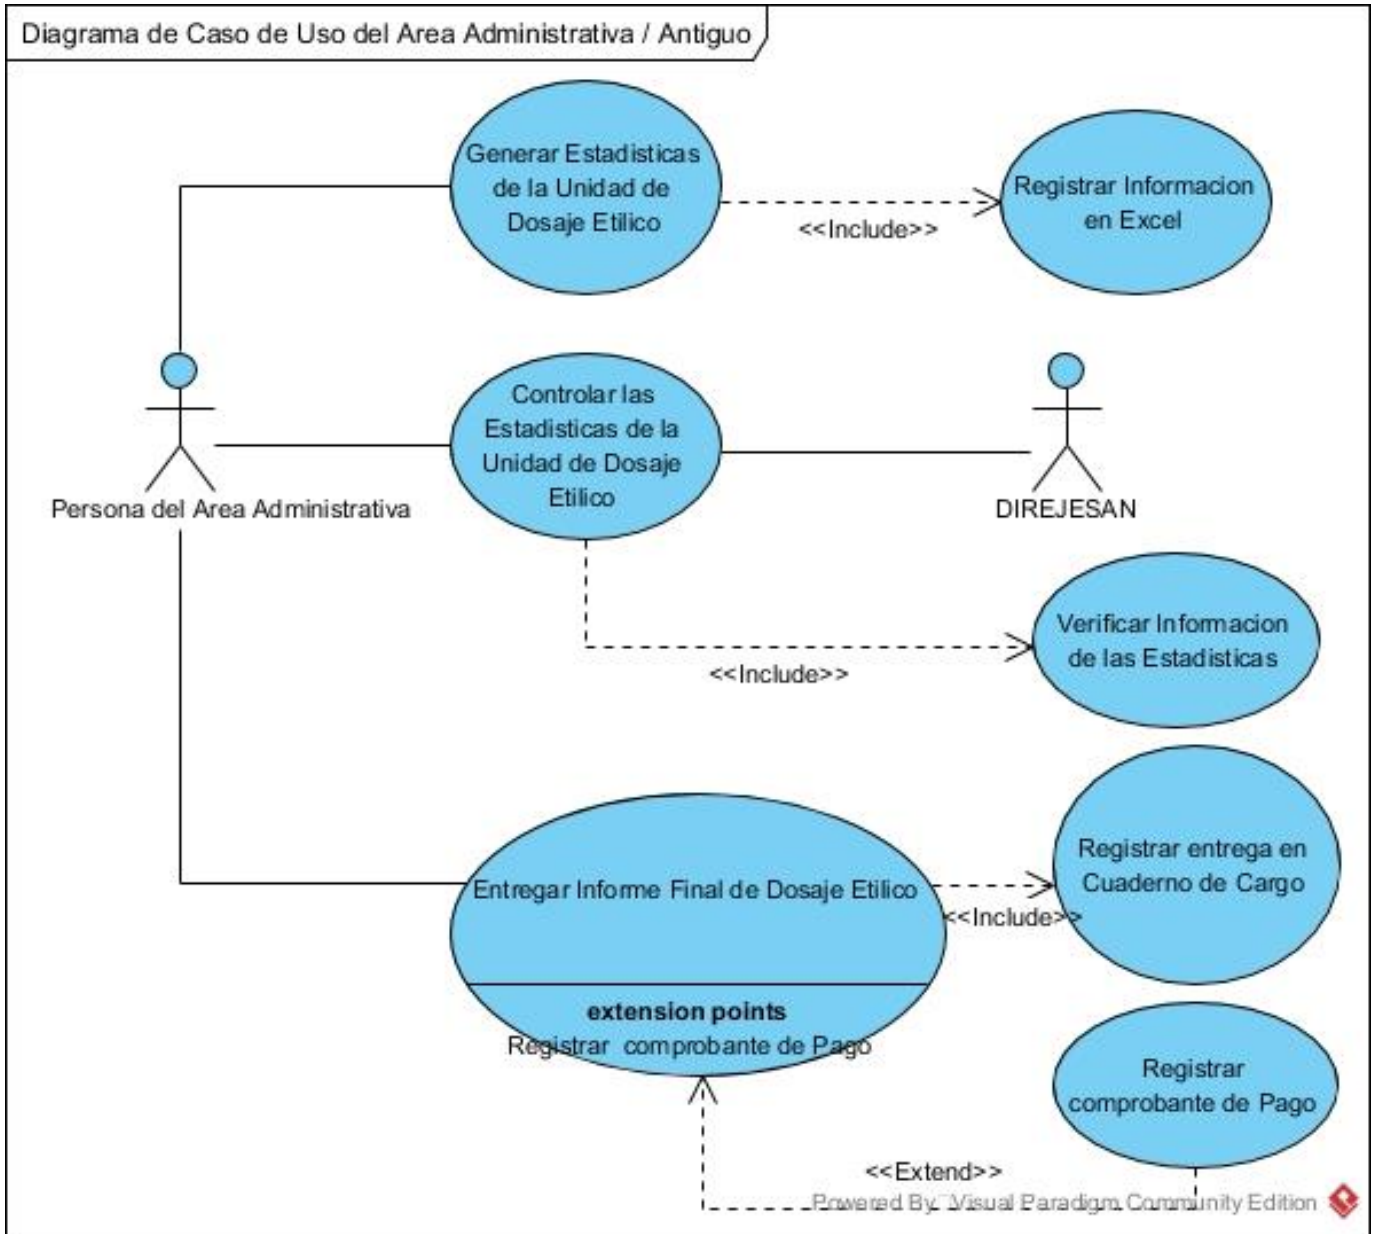 Diagrama de Caso de Uso del Area Administrativa / Antiguo
Generar Estadisticas
de la Unidad de
Dosaje Etilico
<<Include>>
Registrar Informacion
en Excel
Persona del Area Administrativa
Controlar las
Estadisticas de la
Unidad de Dosaje
Etilico
DIREJESAN
<<Include>>
Verificar Informacion
de las Estadisticas
Entregar Informe Final de Dosaje Etilico
extension points
Registrar comprobante de Pago
<<Include>>
Registrar entrega en
Cuaderno de Cargo
Registrar
comprobante de Pago
<<Extend>>
Powered By Visual Paradigm Community Edition